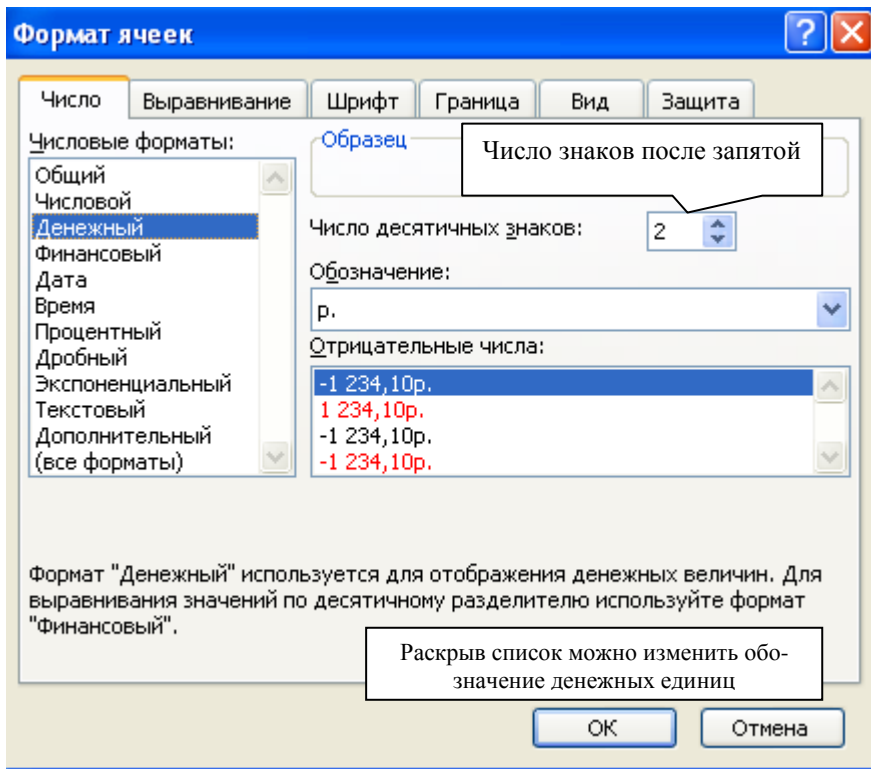 Формат ячеек
Число Выравнивание Шрифт Граница Вид Защита
Числовые форматы:
Общий
Числовой
Денежный
Финансовый
Дата
Время
Процентный
Дробный
Экспоненциальный
Текстовый
Дополнительный
(все форматы)
Образец
Число знаков после запятой
Число десятичных знаков: 2
Обозначение:
р.
Отрицательные числа:
-1 234,10р.
1 234,10р.
-1 234,10р.
-1 234,10р.
Формат "Денежный" используется для отображения денежных величин. Для
выравнивания значений по десятичному разделителю используйте формат
"Финансовый".
Раскрыв список можно изменить обо-
значение денежных единиц
ОК Отмена